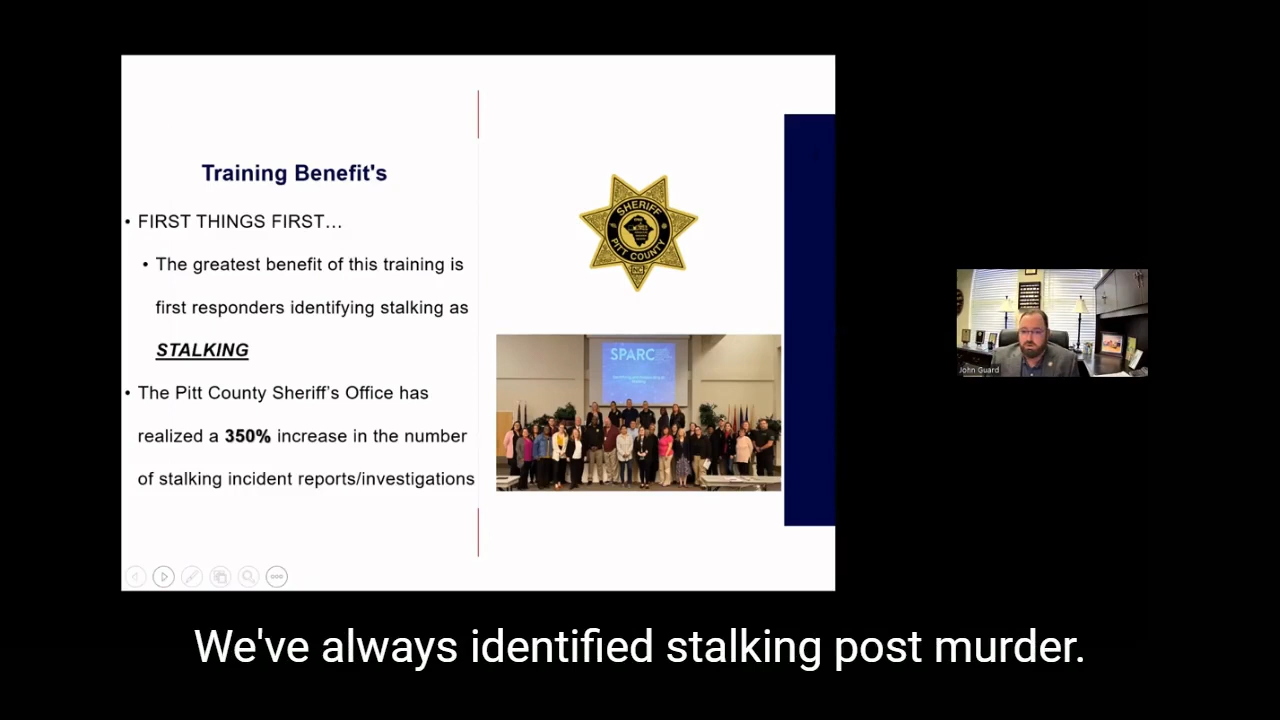 Training Benefit's
• FIRST THINGS FIRST...
• The greatest benefit of this training is
first responders identifying stalking as
STALKING
• The Pitt County Sheriff's Office has
realized a 350% increase in the number
of stalking incident reports/investigations
SHERIFF
PITT COUNTY
NC
SPARC
John Guard
We've always identified stalking post murder.